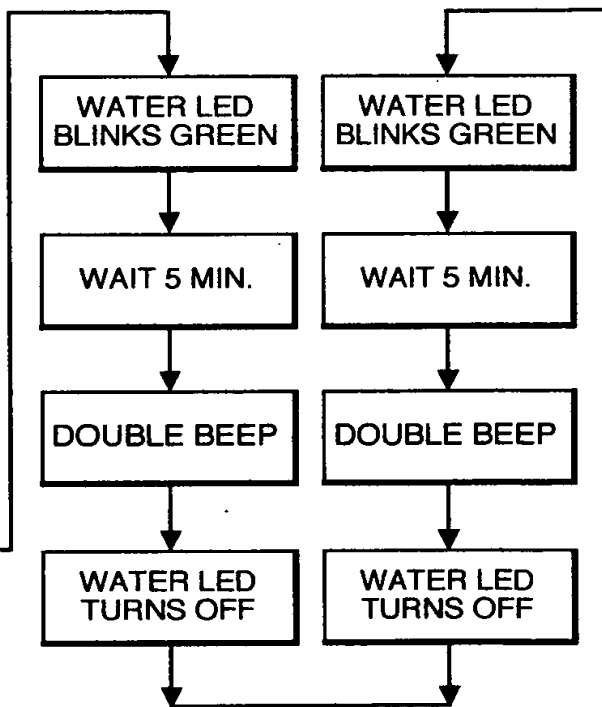 WATER LED
BLINKS GREEN
WAIT 5 MIN.
DOUBLE BEEP
WATER LED
TURNS OFF
WATER LED
BLINKS GREEN
WAIT 5 MIN.
DOUBLE BEEP
WATER LED
TURNS OFF